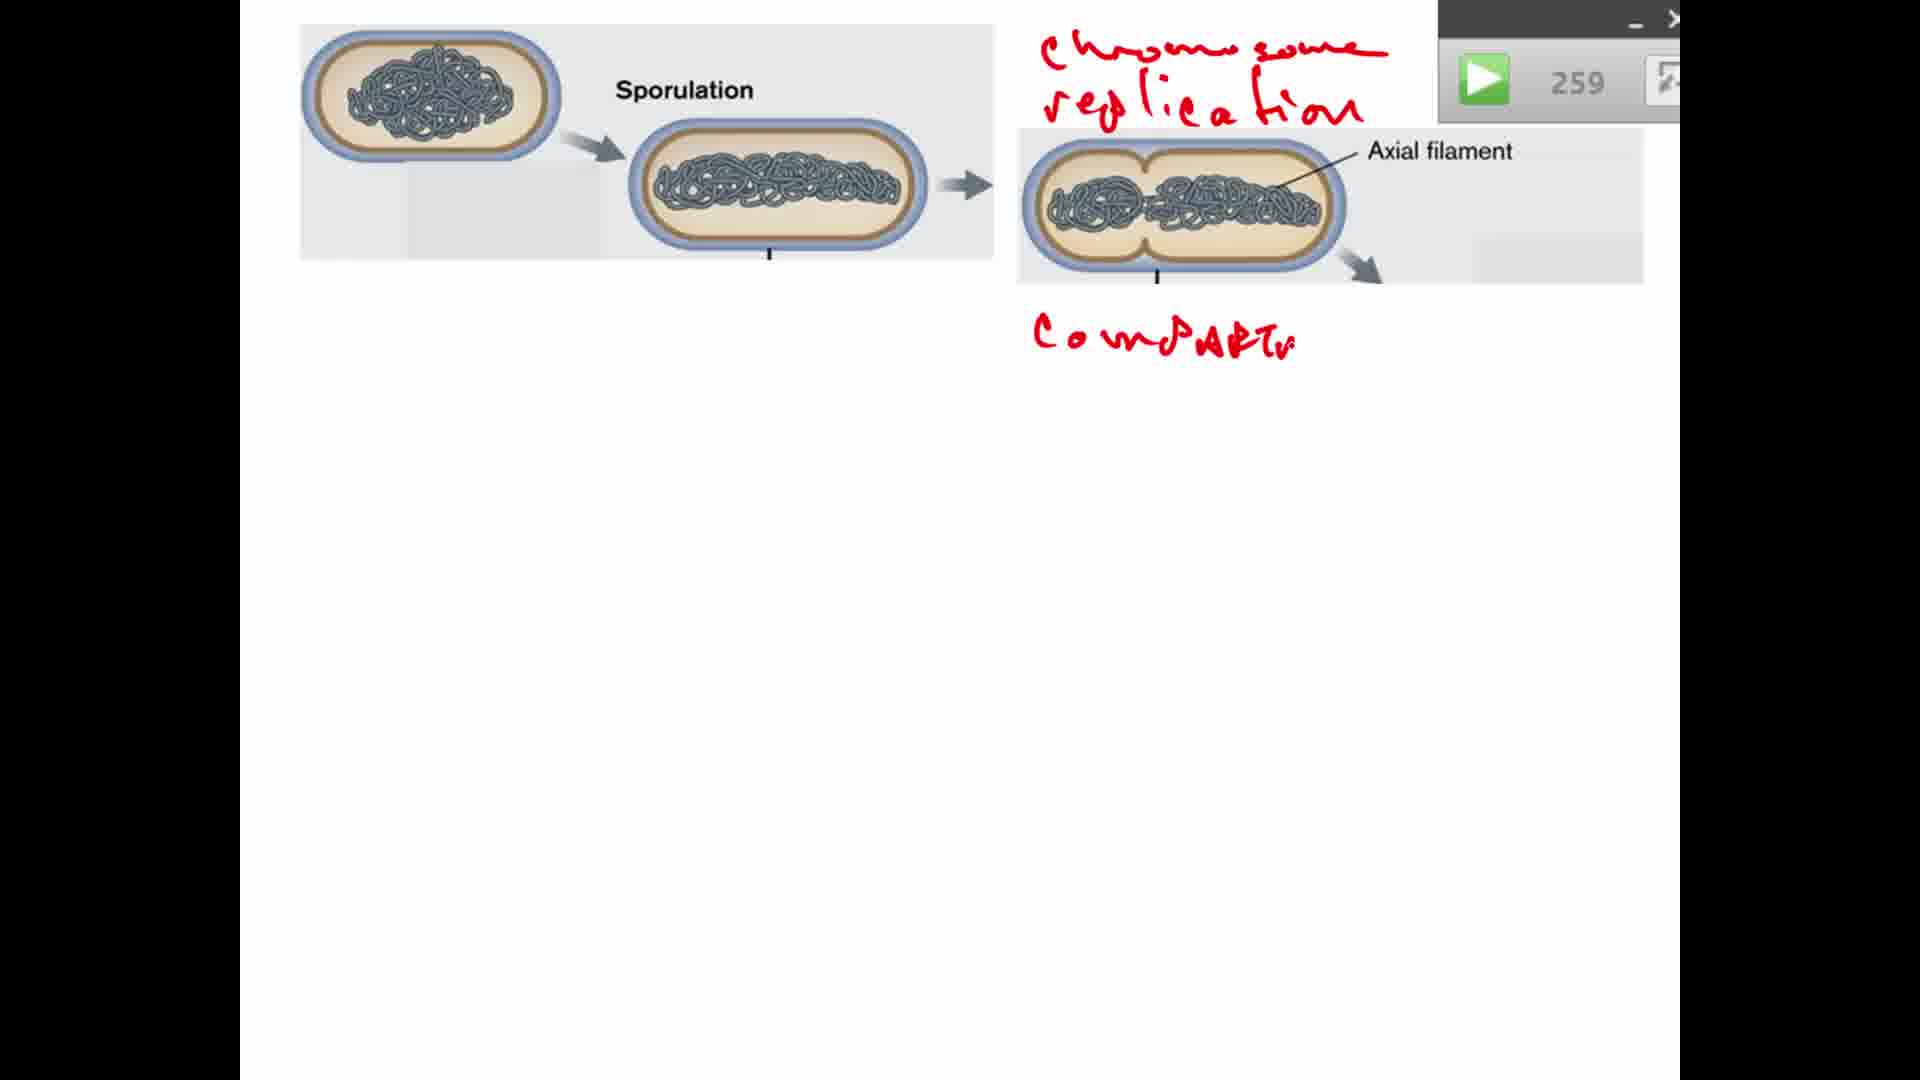 Sporulation
chromosome
replication
259
Axial filament